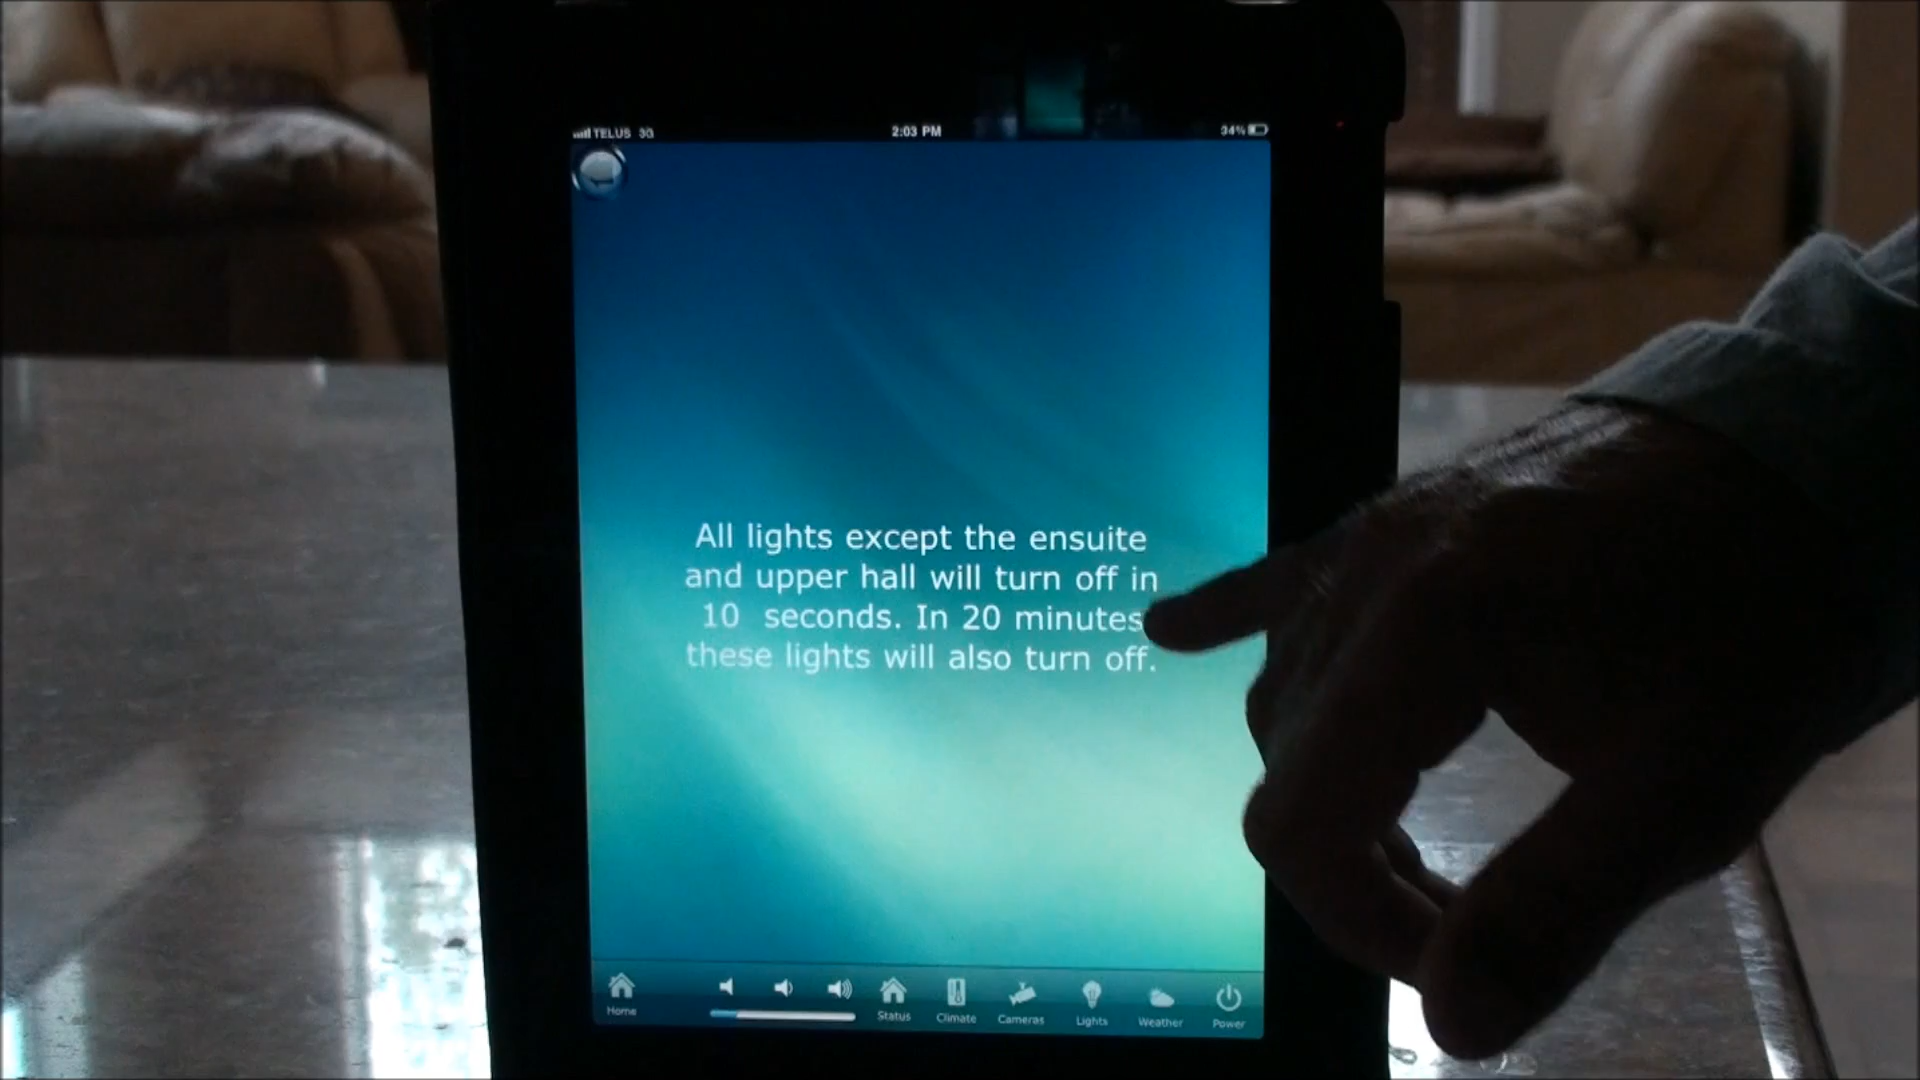 TELUS 3G 2:03 PM 34%
All lights except the ensuite
and upper hall will turn off in
10 seconds. In 20 minutes
these lights will also turn off.
Home Status Climate Cameras Lights Weather Power